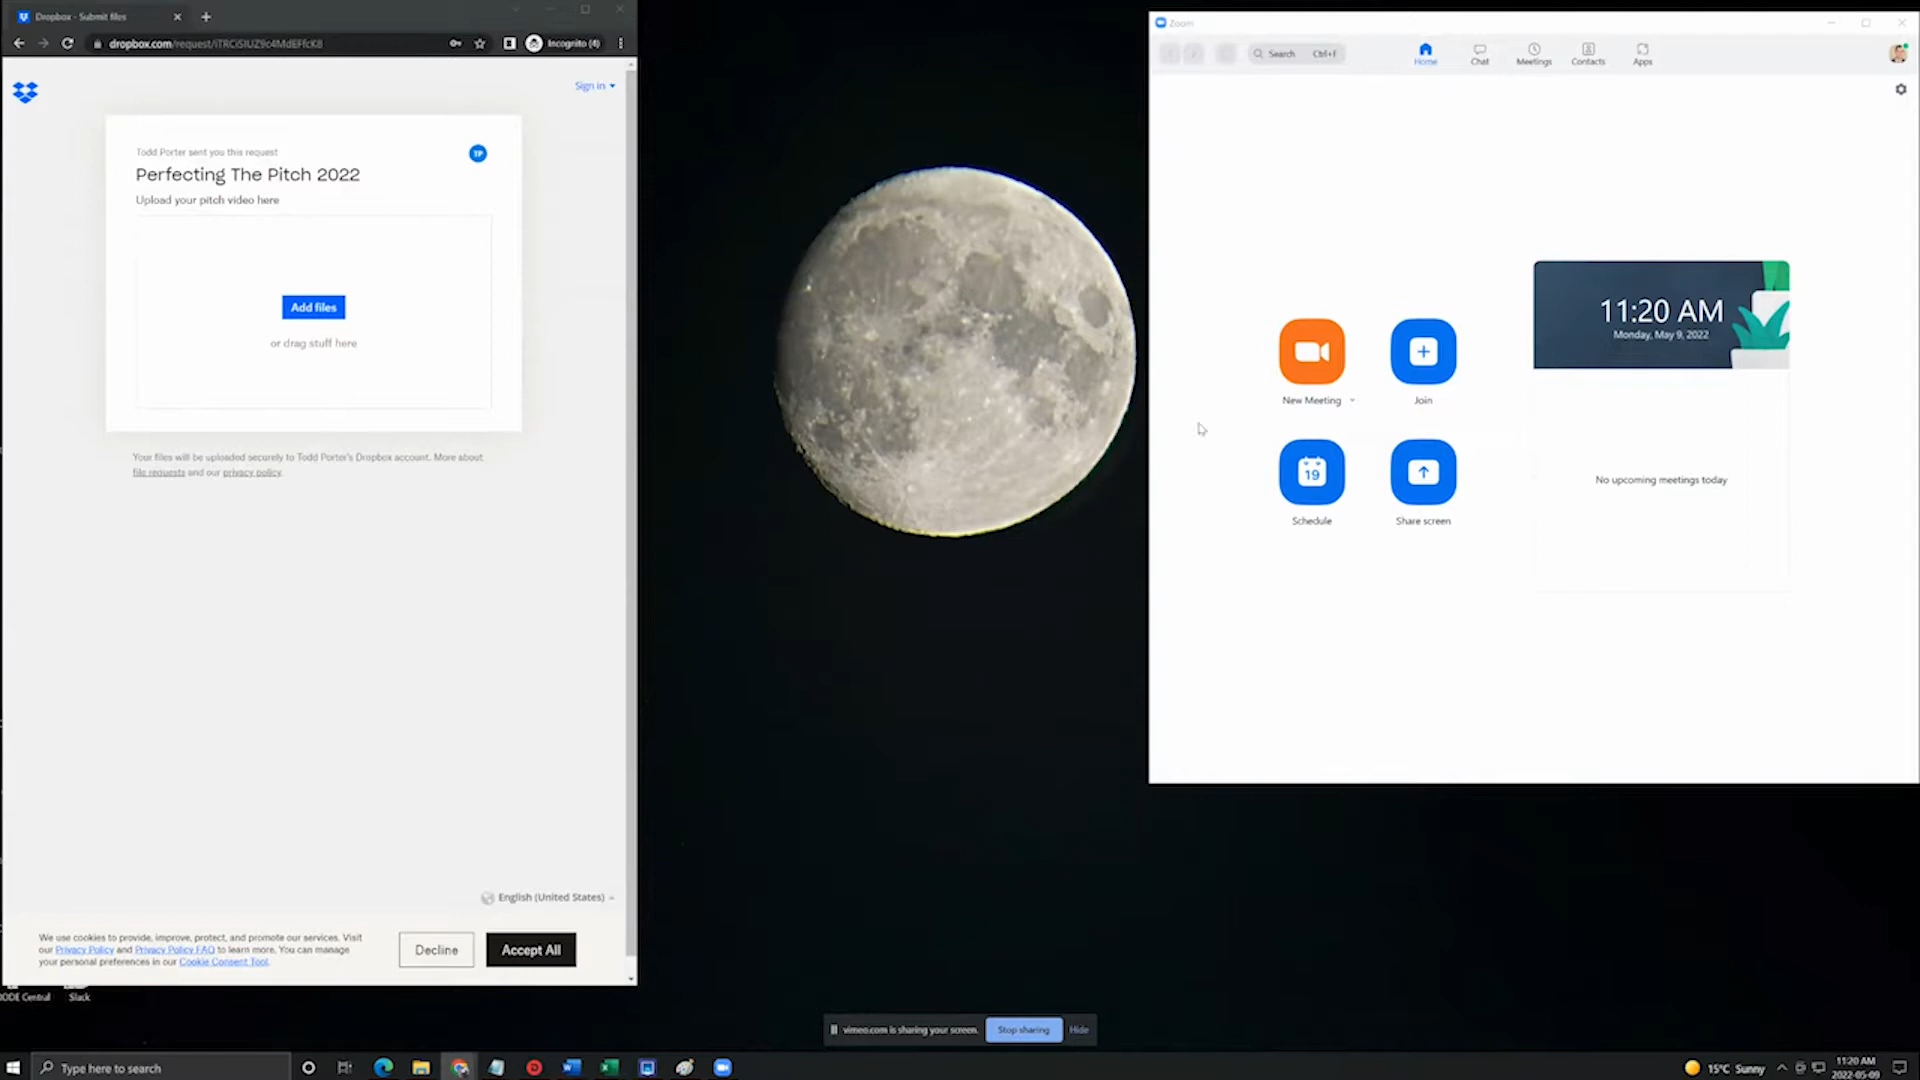 Dropbox - Submit files
dropbox.com/request/iTRCiSIUZ9c4MdEFfcK8
Incognito (4)
Sign in
Todd Porter sent you this request
TP
Perfecting The Pitch 2022
Upload your pitch video here
Add files
or drag stuff here
Your files will be uploaded securely to Todd Porter's Dropbox account. More about
file requests and our privacy policy.
English (United States)
We use cookies to provide, improve, protect, and promote our services. Visit
our Privacy Policy and Privacy Policy FAQ to learn more. You can manage
your personal preferences in our Cookie Consent Tool.
Decline
Accept All
Zoom
Search Ctrl+F
Home
Chat
Meetings
Contacts
Apps
11:20 AM
Monday, May 9, 2022
New Meeting
Join
19
Schedule
Share screen
No upcoming meetings today
Central
Slack
vimeo.com is sharing your screen.
Stop sharing
Hide
Type here to search
15°C Sunny
11:20 AM
2022-05-09